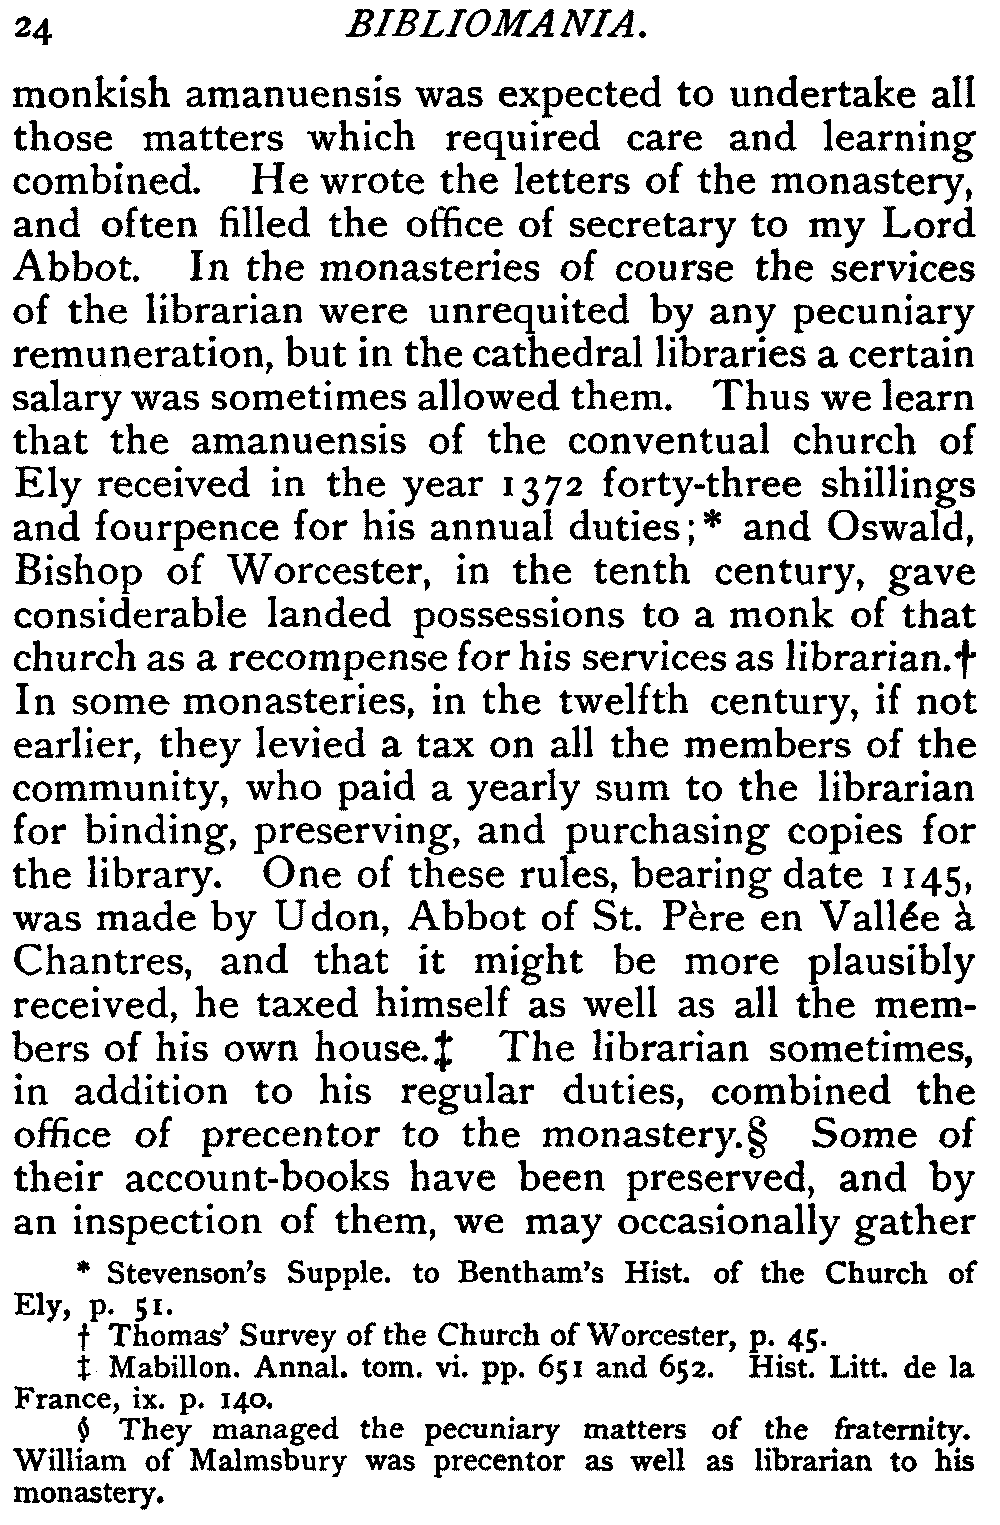 24 BIBLIOMANIA.
monkish amanuensis was expected to undertake all
those matters which required care and learning
combined. He wrote the letters of the monastery,
and often filled the office of secretary to my Lord
Abbot. In the monasteries of course the services
of the librarian were unrequited by any pecuniary
remuneration, but in the cathedral libraries a certain
salary was sometimes allowed them. Thus we learn
that the amanuensis of the conventual church of
Ely received in the year 1372 forty-three shillings
and fourpence for his annual duties;* and Oswald,
Bishop of Worcester, in the tenth century, gave
considerable landed possessions to a monk of that
church as a recompense for his services as librarian.†
In some monasteries, in the twelfth century, if not
earlier, they levied a tax on all the members of the
community, who paid a yearly sum to the librarian
for binding, preserving, and purchasing copies for
the library. One of these rules, bearing date 1145,
was made by Udon, Abbot of St. Père en Vallée à
Chantres, and that it might be more plausibly
received, he taxed himself as well as all the mem-
bers of his own house.‡ The librarian sometimes,
in addition to his regular duties, combined the
office of precentor to the monastery.§ Some of
their account-books have been preserved, and by
an inspection of them, we may occasionally gather
* Stevenson's Supple. to Bentham's Hist. of the Church of
Ely, p. 51.
† Thomas' Survey of the Church of Worcester, p. 45.
‡ Mabillon. Annal. tom. vi. pp. 651 and 652. Hist. Litt. de la
France, ix. p. 140.
§ They managed the pecuniary matters of the fraternity.
William of Malmsbury was precentor as well as librarian to his
monastery.